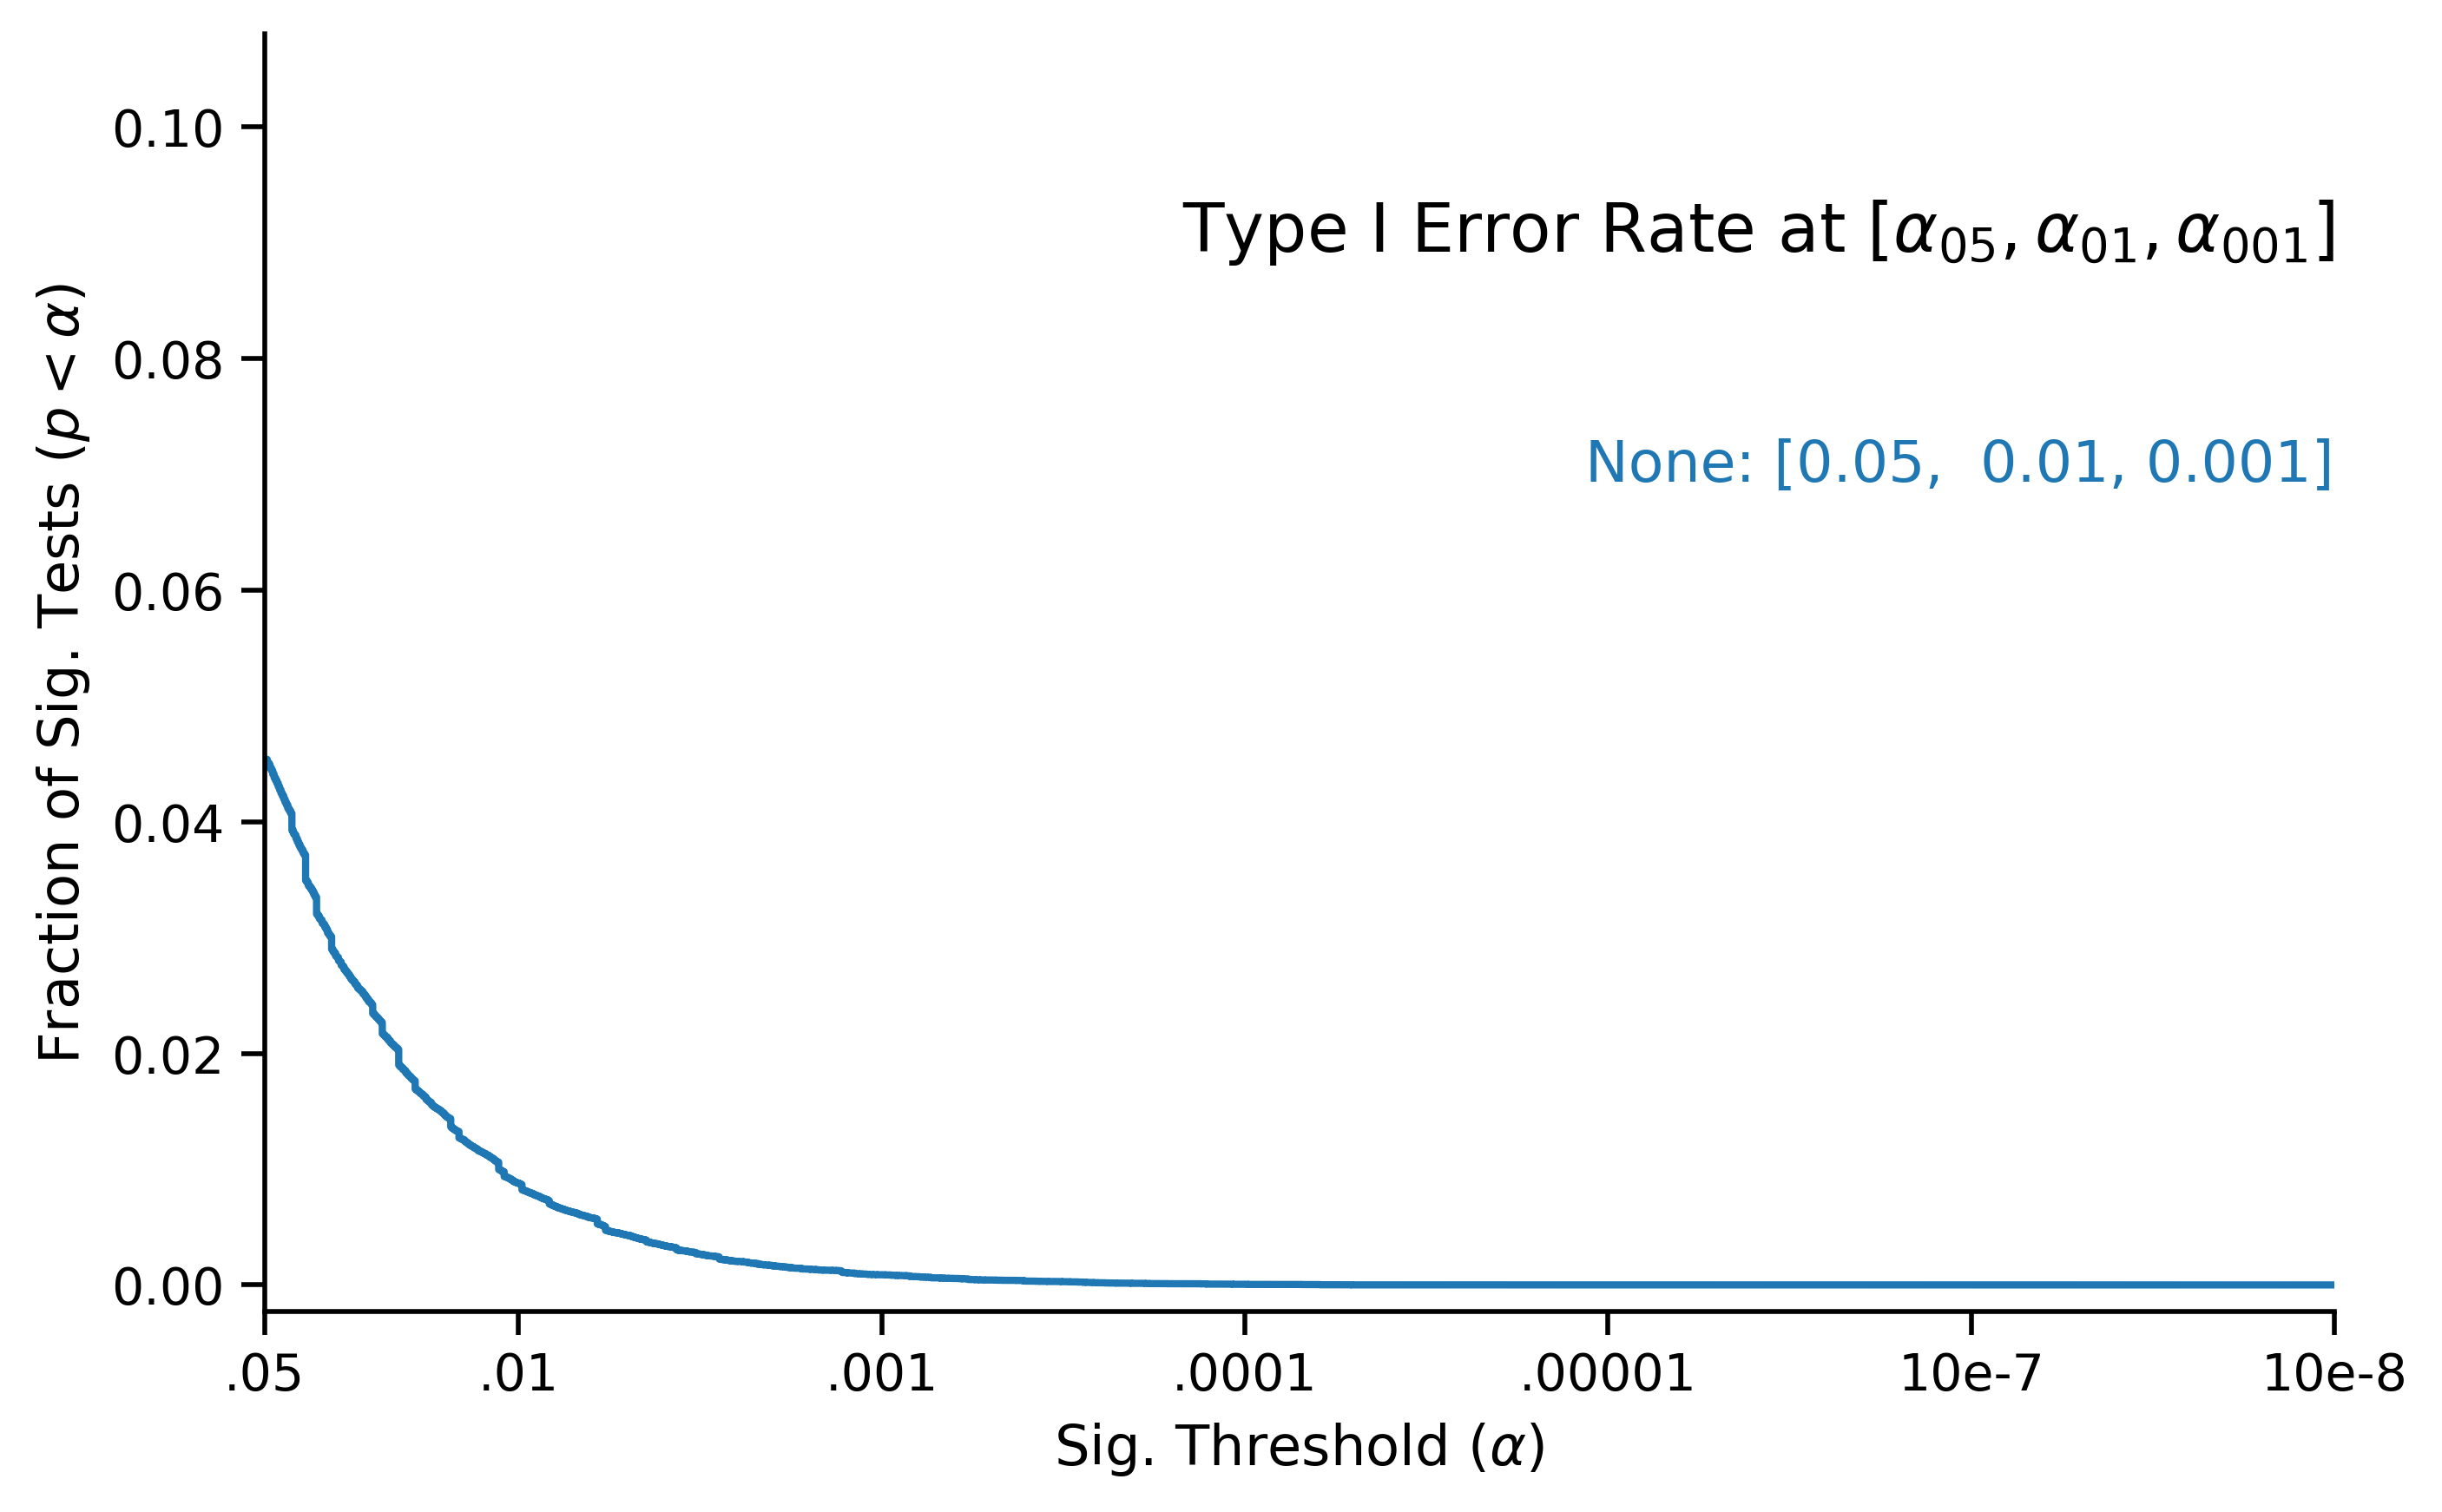 Type I Error Rate at [α05, α01, α001]
None: [0.05,  0.01, 0.001]
Fraction of Sig. Tests (p < α)
0.10
0.08
0.06
0.04
0.02
0.00
.05 .01 .001 .0001 .00001 10e-7 10e-8
Sig. Threshold (α)